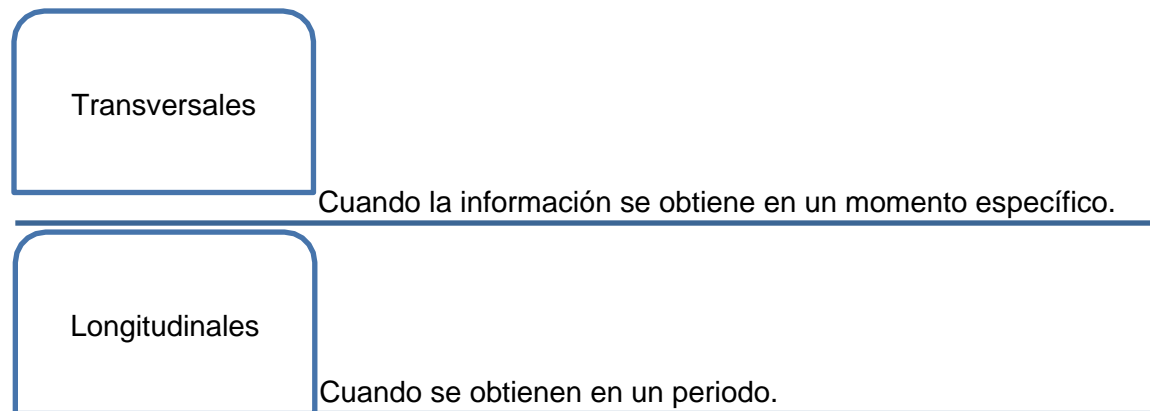 Transversales
Cuando la información se obtiene en un momento específico.
Longitudinales
Cuando se obtienen en un periodo.